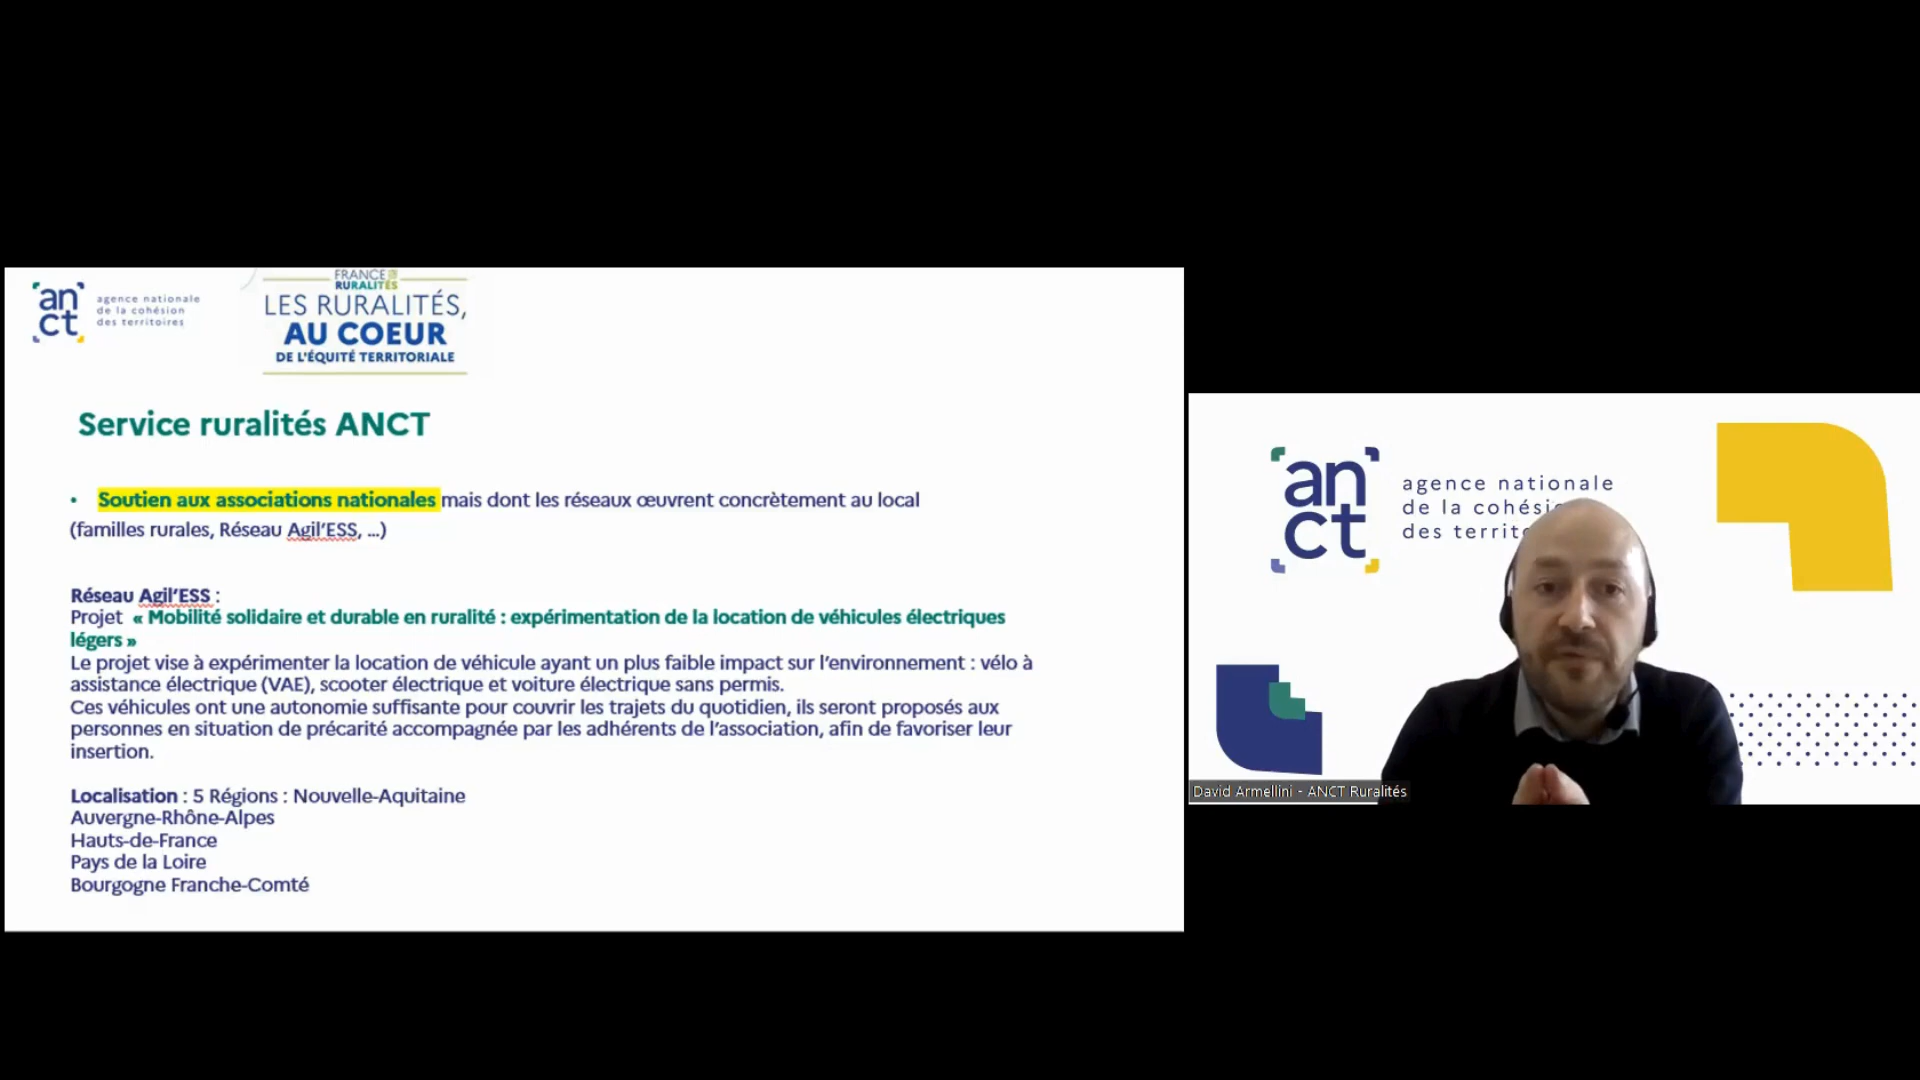 an
ct
agence nationale
de la cohésion
des territoires
FRANCE
RURALITÉS
LES RURALITÉS,
AU COEUR
DE L'ÉQUITÉ TERRITORIALE
Service ruralités ANCT
• Soutien aux associations nationales mais dont les réseaux œuvrent concrètement au local
(familles rurales, Réseau Agil'ESS, ...)
Réseau Agil'ESS :
Projet « Mobilité solidaire et durable en ruralité : expérimentation de la location de véhicules électriques
légers »
Le projet vise à expérimenter la location de véhicule ayant un plus faible impact sur l'environnement : vélo à
assistance électrique (VAE), scooter électrique et voiture électrique sans permis.
Ces véhicules ont une autonomie suffisante pour couvrir les trajets du quotidien, ils seront proposés aux
personnes en situation de précarité accompagnée par les adhérents de l'association, afin de favoriser leur
insertion.
Localisation : 5 Régions : Nouvelle-Aquitaine
Auvergne-Rhône-Alpes
Hauts-de-France
Pays de la Loire
Bourgogne Franche-Comté
an
ct
agence nationale
de la cohési
des territo
David Armellini - ANCT Ruralités